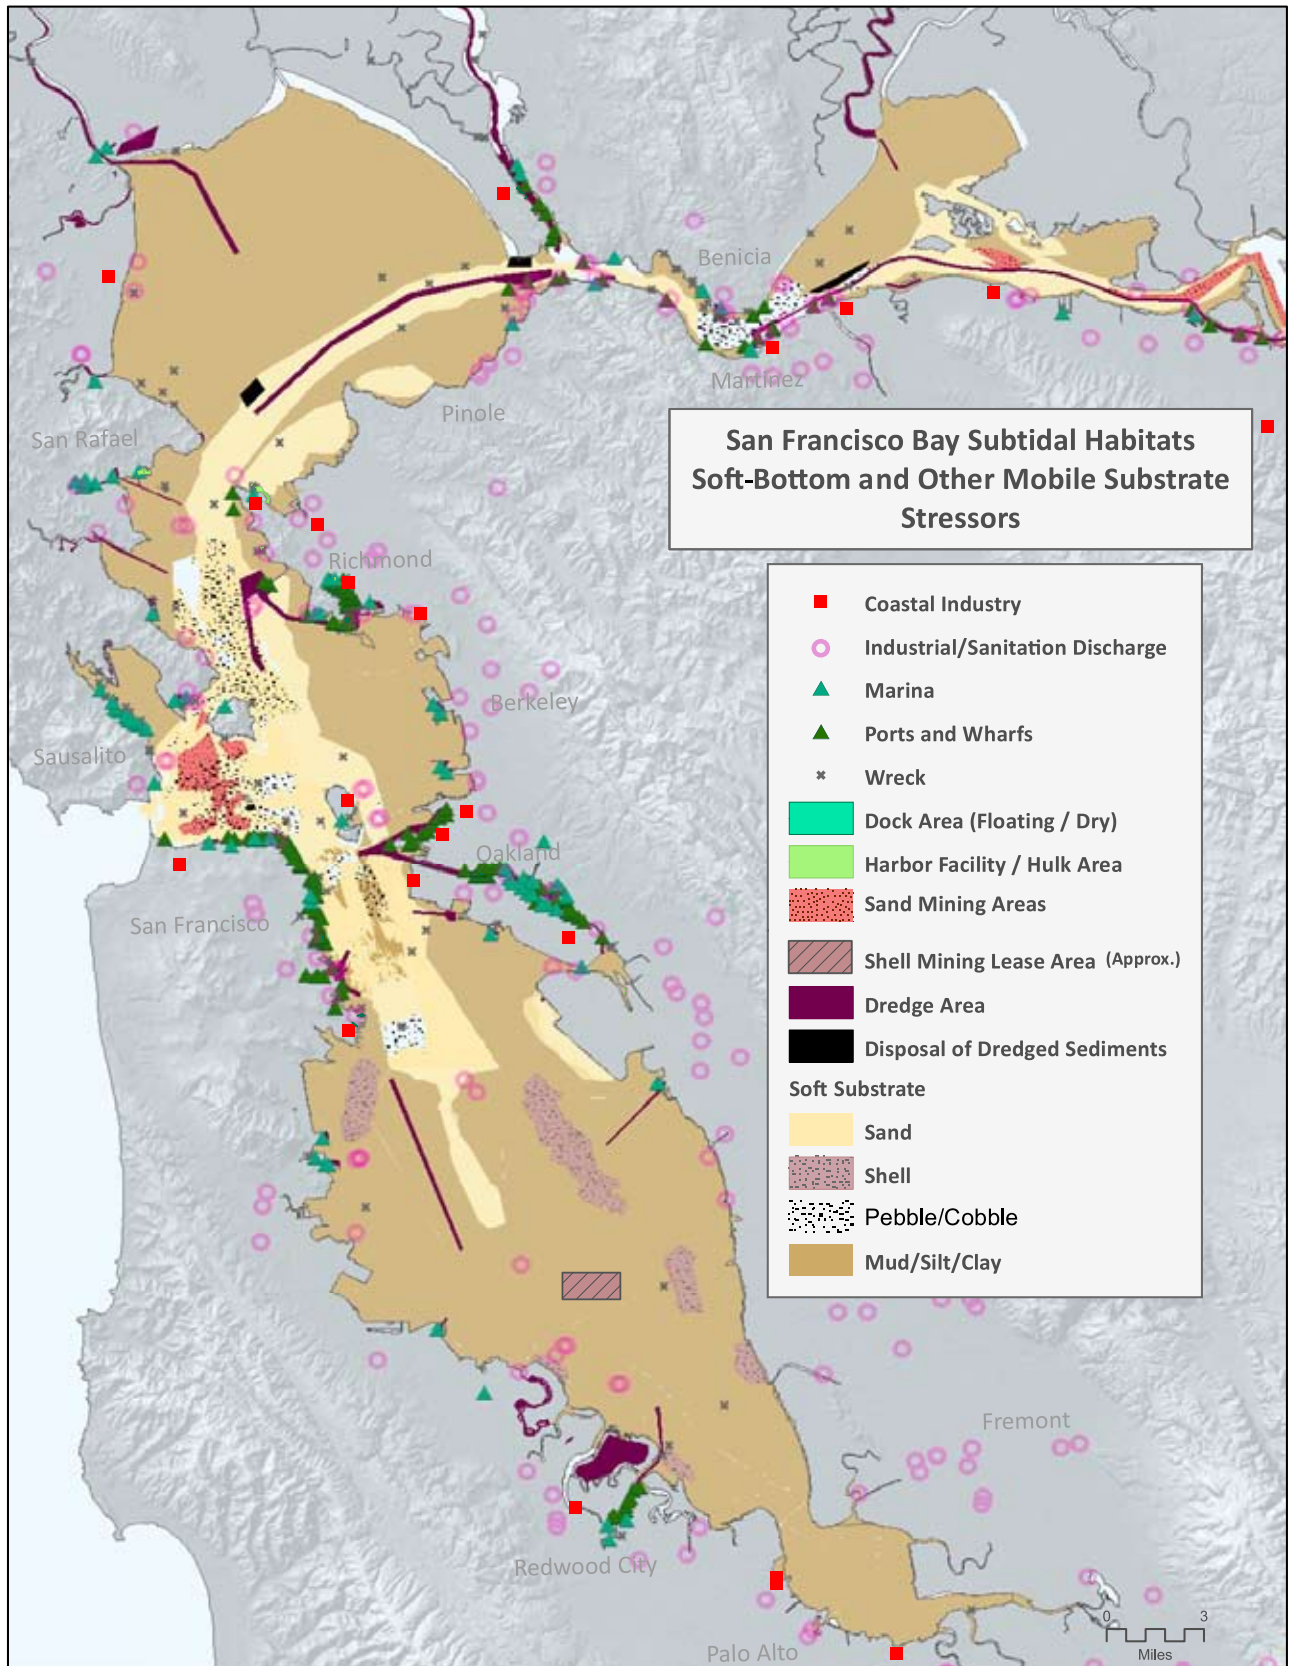 Benicia
Martinez
Pinole
San Rafael
San Francisco Bay Subtidal Habitats
Soft-Bottom and Other Mobile Substrate
Stressors
Richmond
Berkeley
Sausalito
Oakland
San Francisco
Coastal Industry
Industrial/Sanitation Discharge
Marina
Ports and Wharfs
Wreck
Dock Area (Floating / Dry)
Harbor Facility / Hulk Area
Sand Mining Areas
Shell Mining Lease Area (Approx.)
Dredge Area
Disposal of Dredged Sediments
Soft Substrate
Sand
Shell
Pebble/Cobble
Mud/Silt/Clay
Fremont
Redwood City
Palo Alto
0 3
Miles